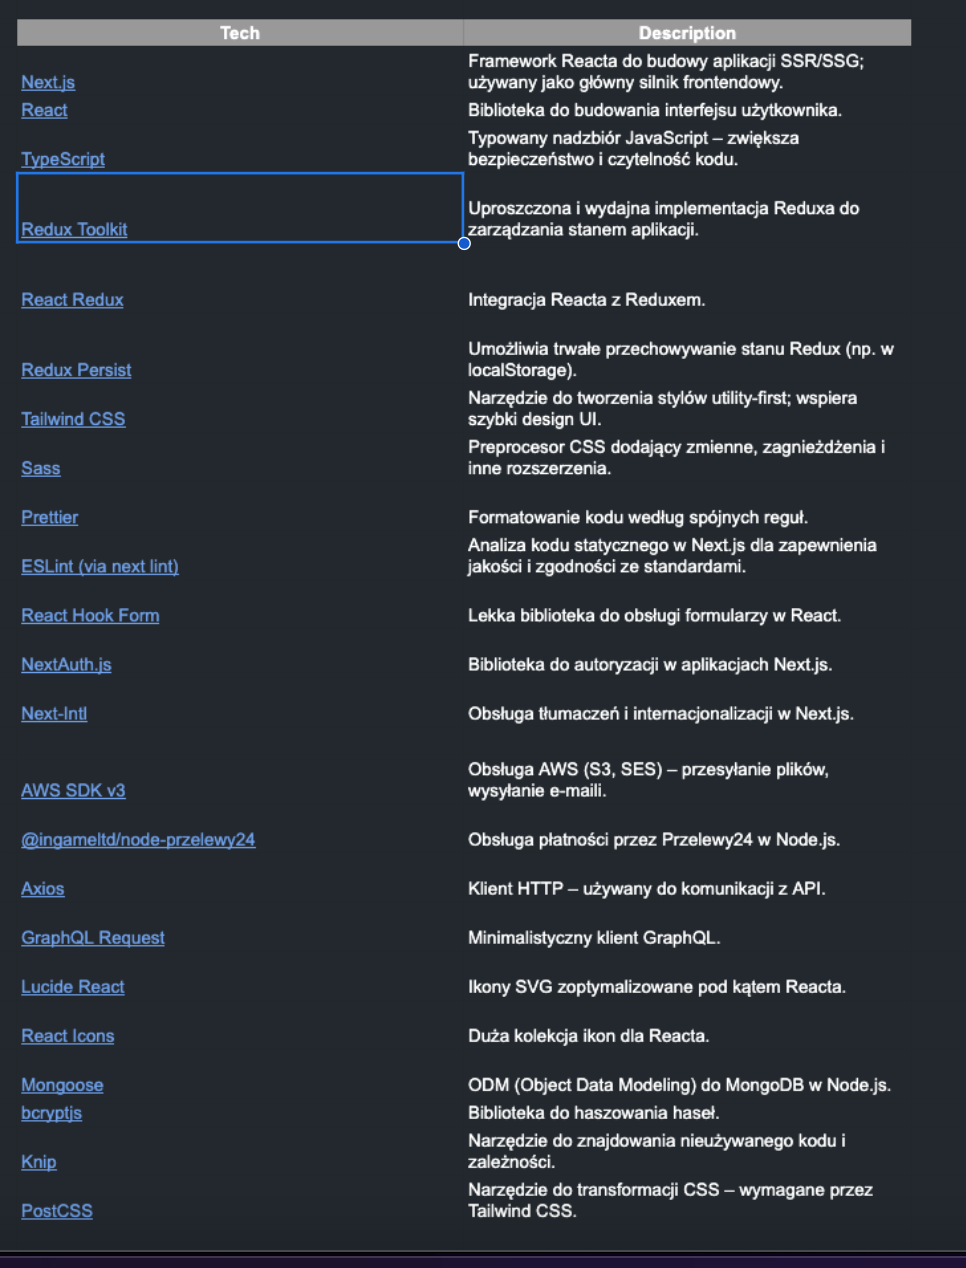 Tech Description
Framework Reacta do budowy aplikacji SSR/SSG;
Next.js używany jako główny silnik frontendowy.
React Biblioteka do budowania interfejsu użytkownika.
Typowany nadzbiór JavaScript – zwiększa
TypeScript bezpieczeństwo i czytelność kodu.
Uproszczona i wydajna implementacja Reduxa do
Redux Toolkit zarządzania stanem aplikacji.
React Redux Integracja Reacta z Reduxem.
Umożliwia trwałe przechowywanie stanu Redux (np. w
Redux Persist localStorage).
Narzędzie do tworzenia stylów utility-first; wspiera
Tailwind CSS szybki design UI.
Preprocesor CSS dodający zmienne, zagnieżdżenia i
Sass inne rozszerzenia.
Prettier Formatowanie kodu według spójnych reguł.
Analiza kodu statycznego w Next.js dla zapewnienia
ESLint (via next lint) jakości i zgodności ze standardami.
React Hook Form Lekka biblioteka do obsługi formularzy w React.
NextAuth.js Biblioteka do autoryzacji w aplikacjach Next.js.
Next-Intl Obsługa tłumaczeń i internacjonalizacji w Next.js.
Obsługa AWS (S3, SES) – przesyłanie plików,
AWS SDK v3 wysyłanie e-maili.
@ingameltd/node-przelewy24 Obsługa płatności przez Przelewy24 w Node.js.
Axios Klient HTTP – używany do komunikacji z API.
GraphQL Request Minimalistyczny klient GraphQL.
Lucide React Ikony SVG zoptymalizowane pod kątem Reacta.
React Icons Duża kolekcja ikon dla Reacta.
Mongoose ODM (Object Data Modeling) do MongoDB w Node.js.
bcryptjs Biblioteka do haszowania haseł.
Narzędzie do znajdowania nieużywanego kodu i
Knip zależności.
Narzędzie do transformacji CSS – wymagane przez
PostCSS Tailwind CSS.